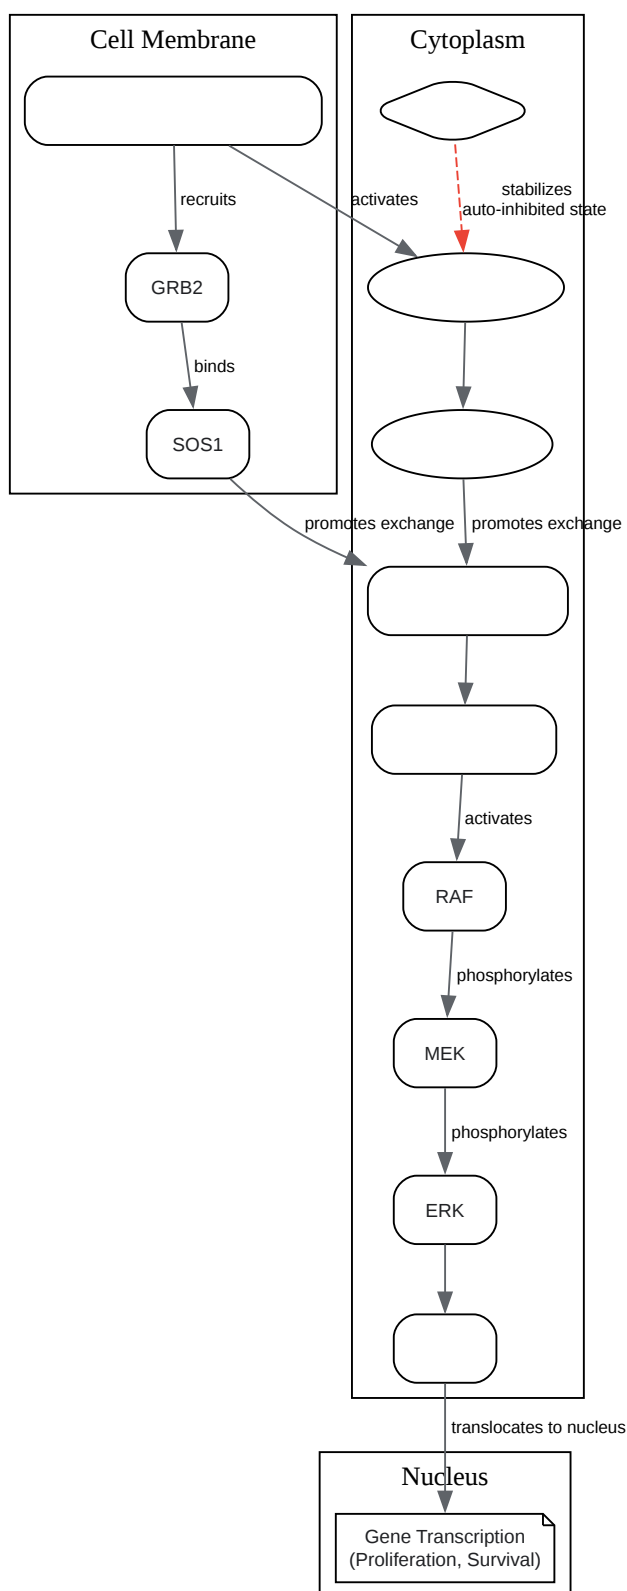 Cell Membrane
Cytoplasm
recruits
activates
stabilizes
auto-inhibited state
GRB2
binds
SOS1
promotes exchange
promotes exchange
activates
RAF
phosphorylates
MEK
phosphorylates
ERK
translocates to nucleus
Nucleus
Gene Transcription
(Proliferation, Survival)